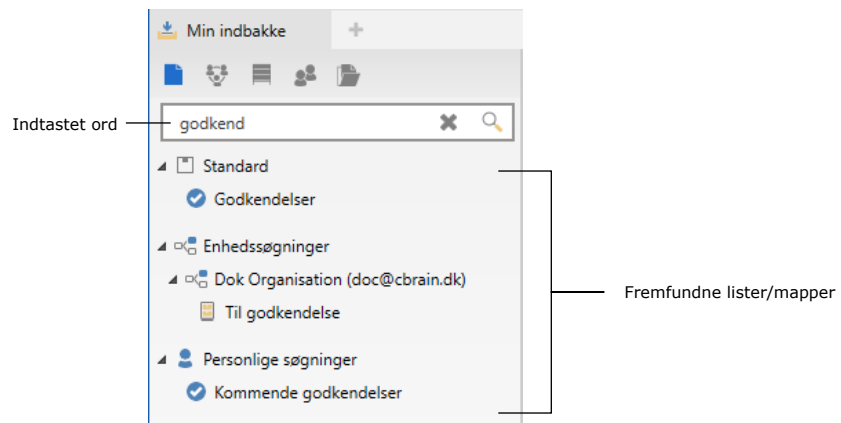 Min indbakke
Indtastet ord
godkend
Standard
Godkendelser
Enhedssøgninger
Dok Organisation (doc@cbrain.dk)
Til godkendelse
Fremfundne lister/mapper
Personlige søgninger
Kommende godkendelser